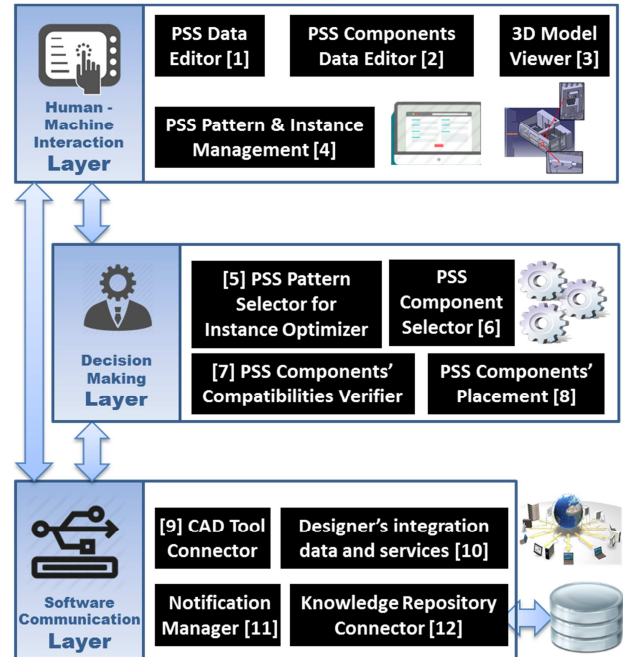 Human -
Machine
Interaction
Layer
PSS Data
Editor [1]
PSS Components
Data Editor [2]
3D Model
Viewer [3]
PSS Pattern & Instance
Management [4]
Decision
Making
Layer
[5] PSS Pattern
Selector for
Instance Optimizer
PSS
Component
Selector [6]
[7] PSS Components’
Compatibilities Verifier
PSS Components’
Placement [8]
Software
Communication
Layer
[9] CAD Tool
Connector
Designer’s integration
data and services [10]
Notification
Manager [11]
Knowledge Repository
Connector [12]